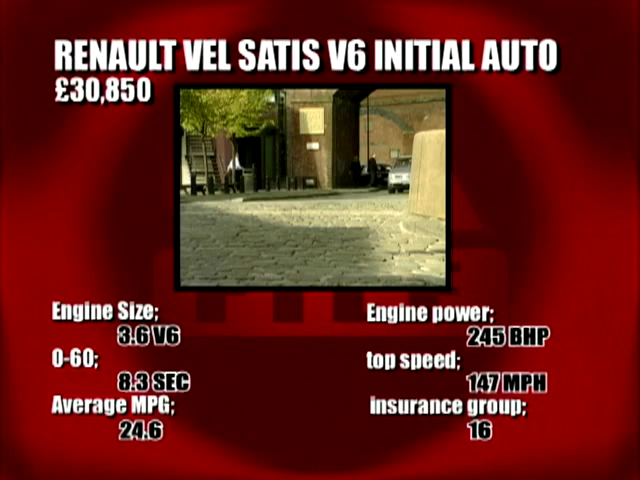 RENAULT VEL SATIS V6 INITIAL AUTO
£30,850
Engine Size;
3.6 V6
Engine power;
245 BHP
0-60;
8.3 SEC
top speed;
147 MPH
Average MPG;
24.6
insurance group;
16